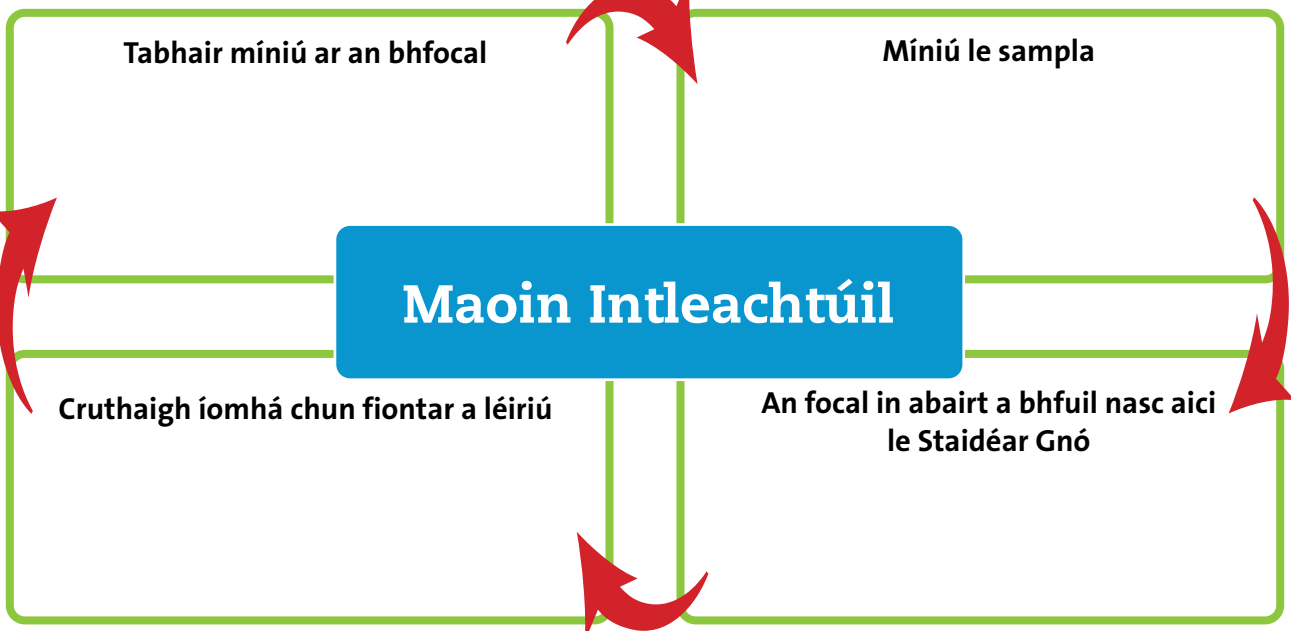 Tabhair míniú ar an bhfocal
Míniú le sampla
Maoin Intleachtúil
Cruthaigh íomhá chun fiontar a léiriú
An focal in abairt a bhfuil nasc aici
le Staidéar Gnó